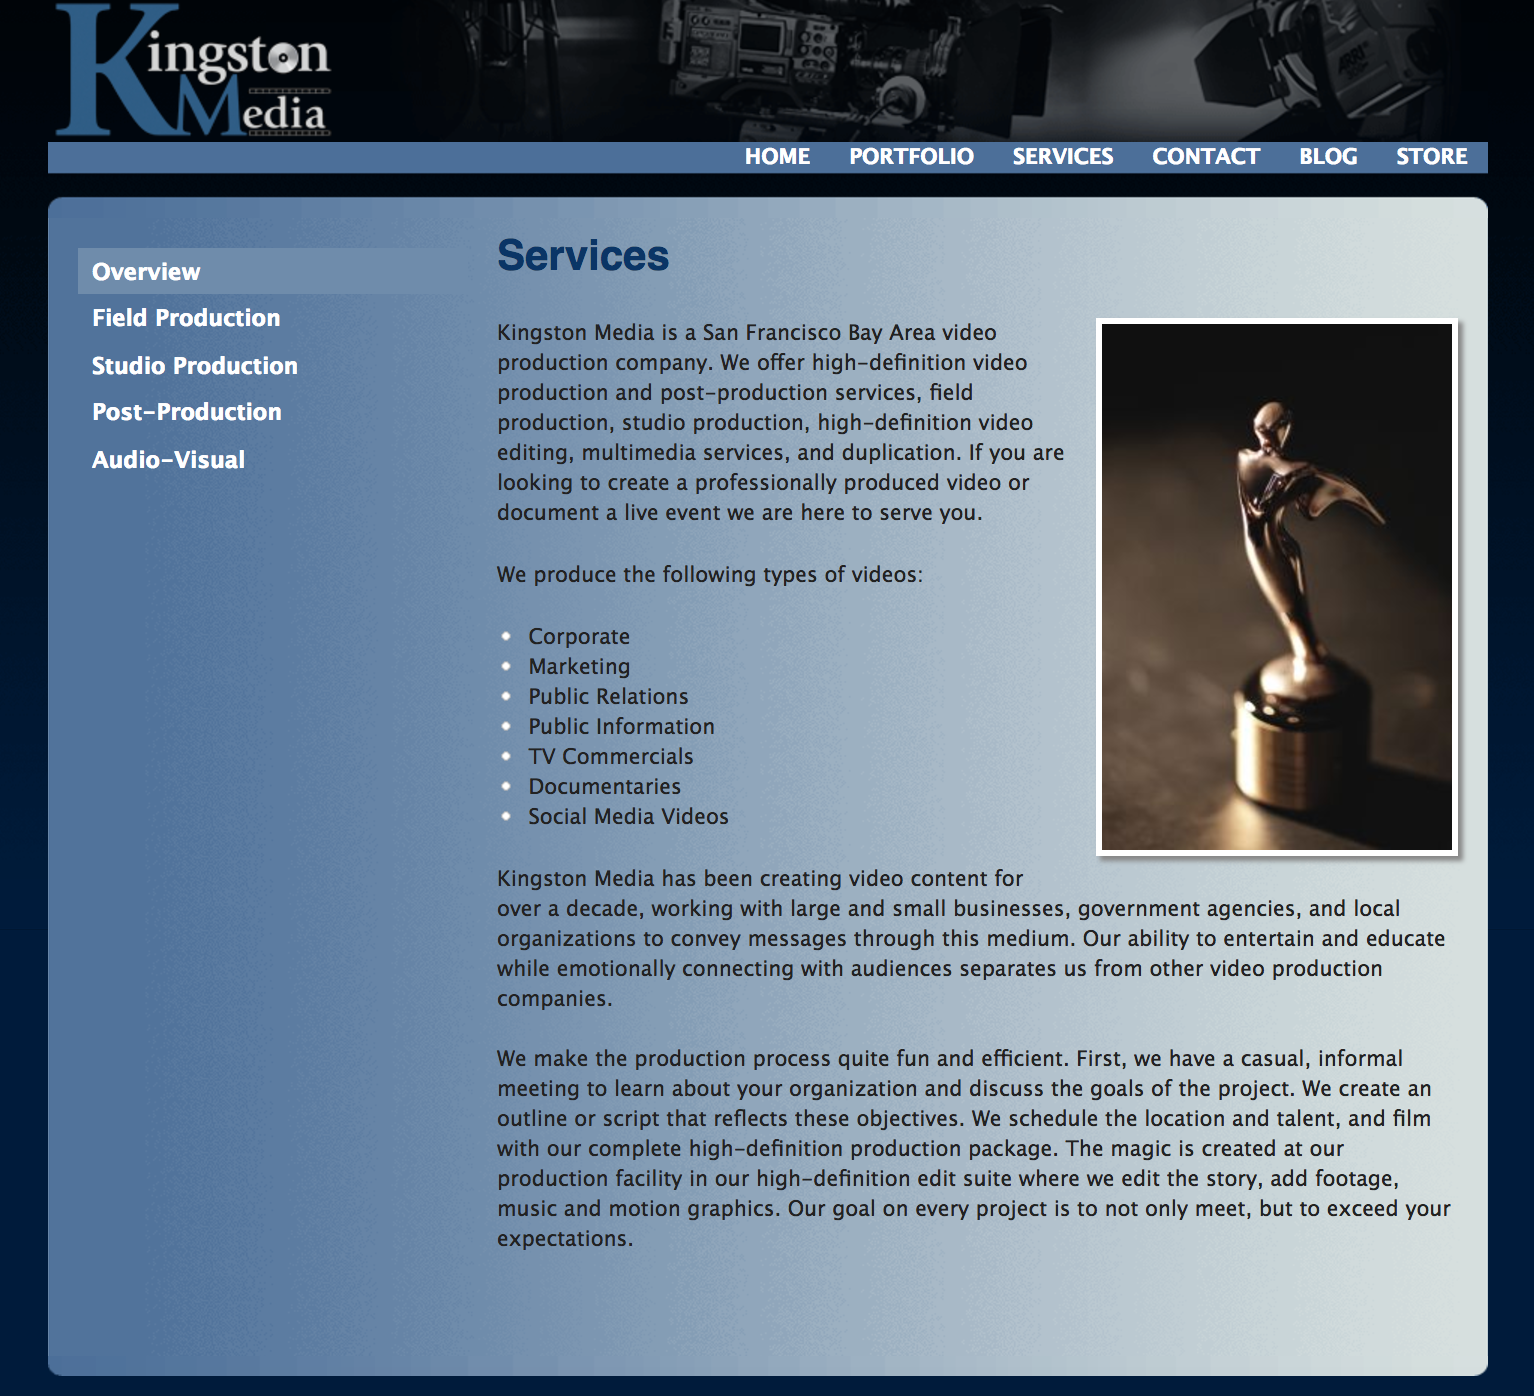 Kingston
Media
ARRI
HOME PORTFOLIO SERVICES CONTACT BLOG STORE
Overview
Field Production
Studio Production
Post-Production
Audio-Visual
Services
Kingston Media is a San Francisco Bay Area video
production company. We offer high-definition video
production and post-production services, field
production, studio production, high-definition video
editing, multimedia services, and duplication. If you are
looking to create a professionally produced video or
document a live event we are here to serve you.
We produce the following types of videos:
Corporate
Marketing
Public Relations
Public Information
TV Commercials
Documentaries
Social Media Videos
Kingston Media has been creating video content for
over a decade, working with large and small businesses, government agencies, and local
organizations to convey messages through this medium. Our ability to entertain and educate
while emotionally connecting with audiences separates us from other video production
companies.
We make the production process quite fun and efficient. First, we have a casual, informal
meeting to learn about your organization and discuss the goals of the project. We create an
outline or script that reflects these objectives. We schedule the location and talent, and film
with our complete high-definition production package. The magic is created at our
production facility in our high-definition edit suite where we edit the story, add footage,
music and motion graphics. Our goal on every project is to not only meet, but to exceed your
expectations.